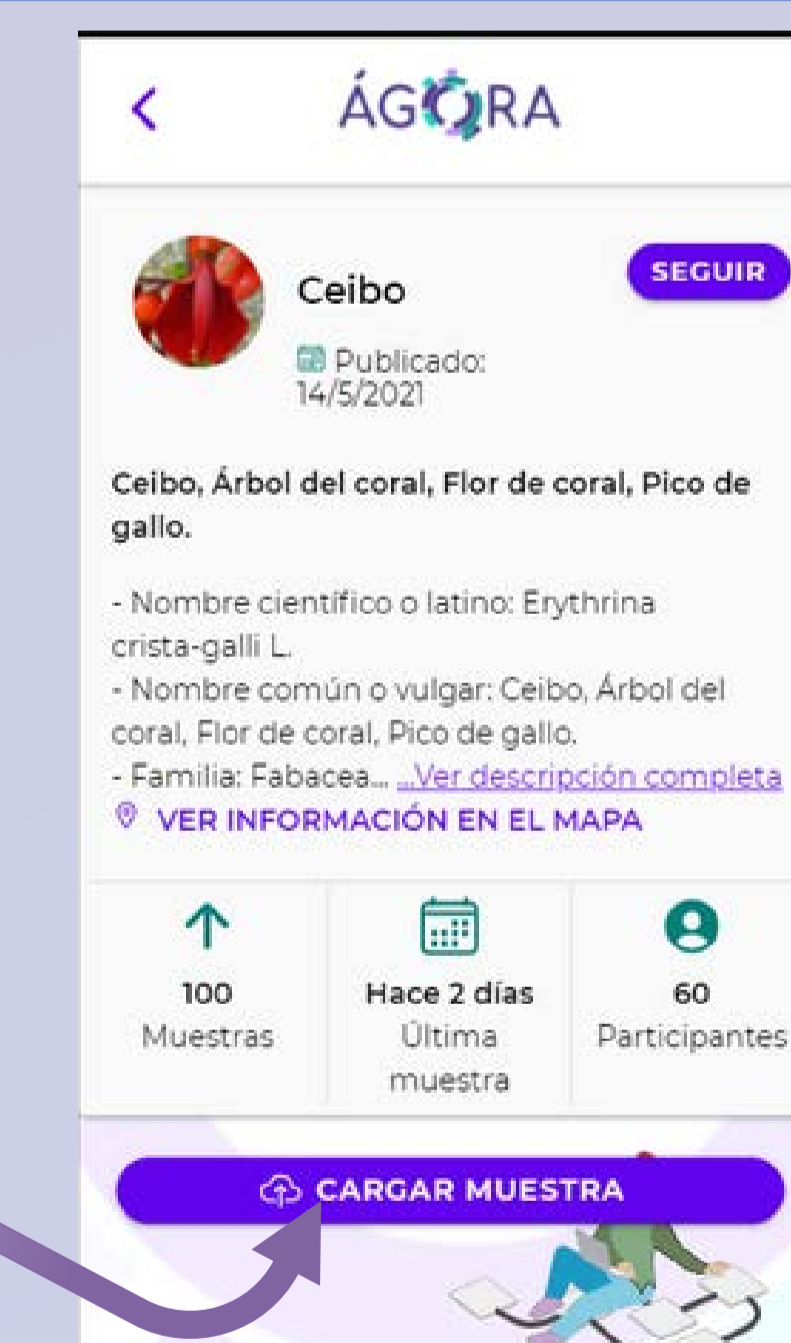 ÁGORA
Ceibo
SEGUIR
Publicado:
14/5/2021
Ceibo, Árbol del coral, Flor de coral, Pico de
gallo.
- Nombre científico o latino: Erythrina
crista-galli L.
- Nombre común o vulgar: Ceibo, Árbol del
coral, Flor de coral, Pico de gallo.
- Familia: Fabacea... ...Ver descripción completa
VER INFORMACIÓN EN EL MAPA
100
Muestras
Hace 2 días
Última
muestra
60
Participantes
CARGAR MUESTRA